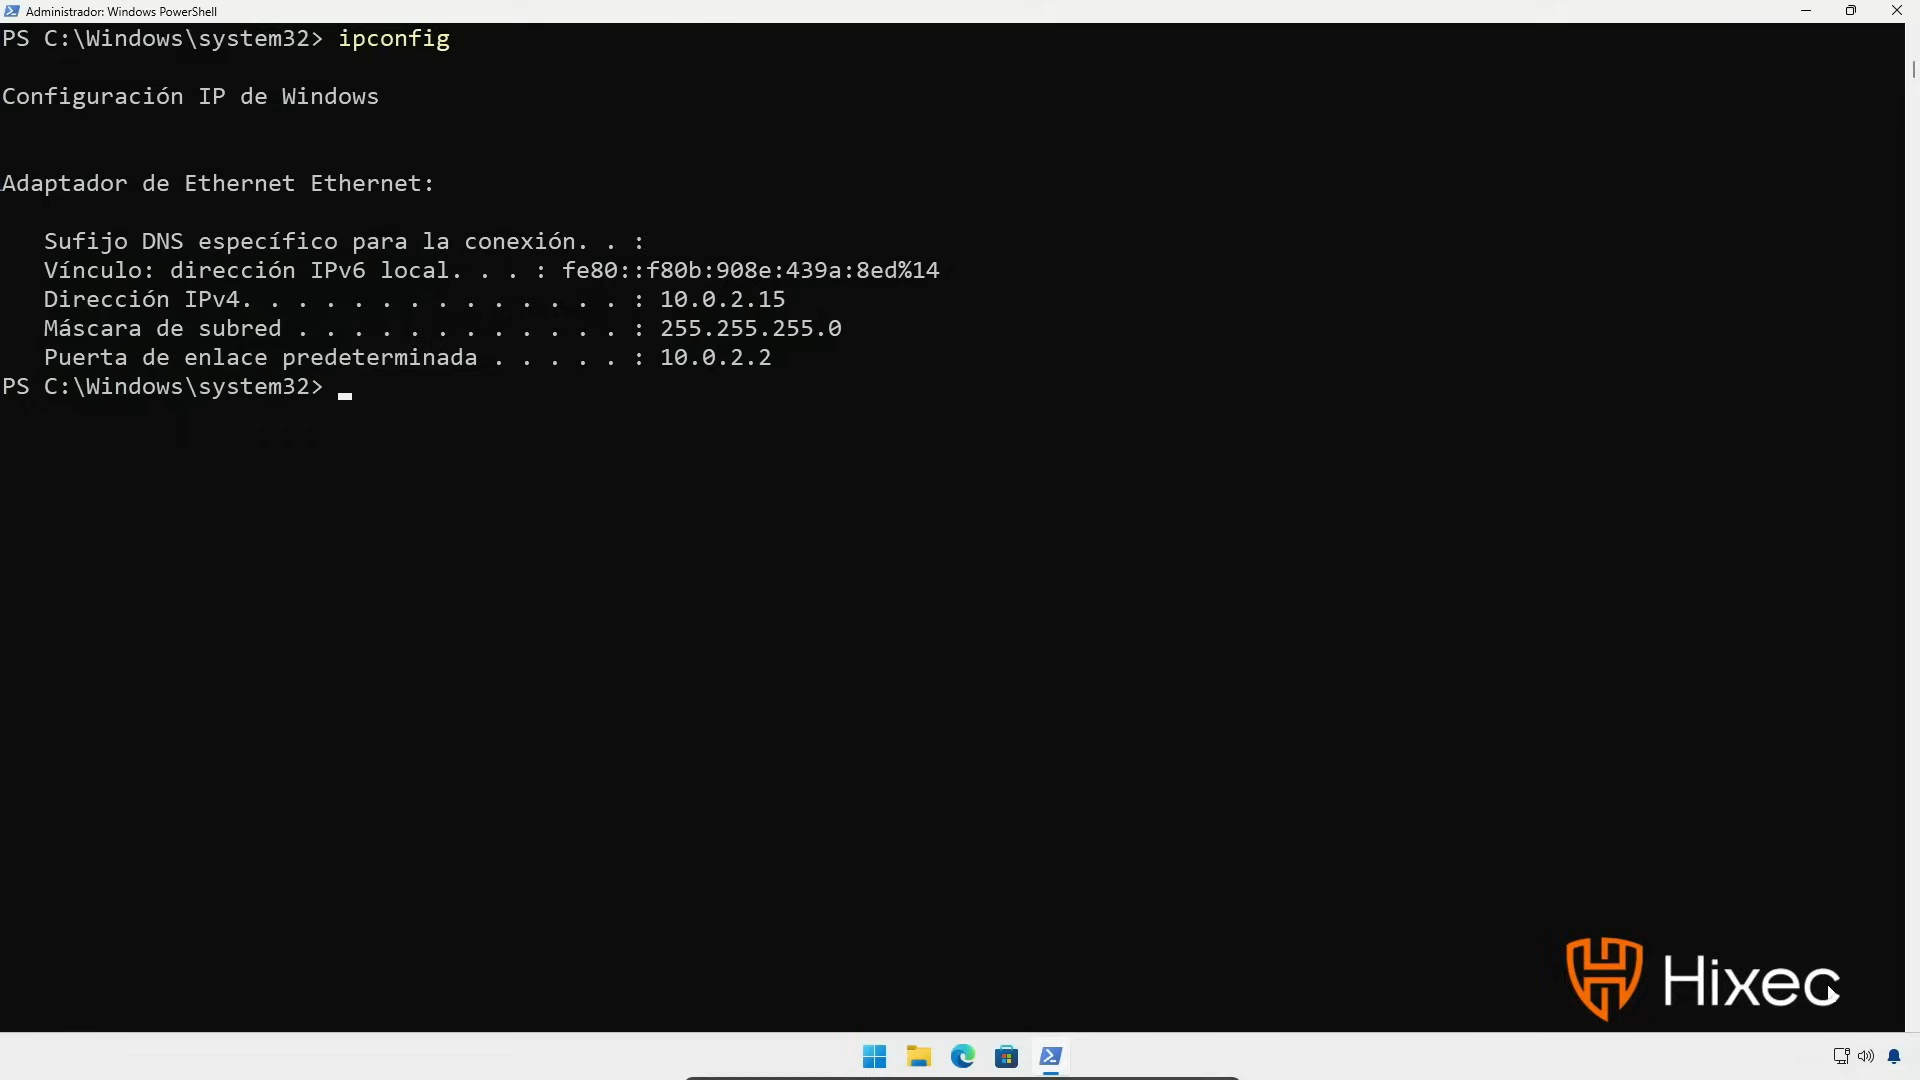 Administrador: Windows PowerShell
PS C:\Windows\system32> ipconfig
Configuración IP de Windows
Adaptador de Ethernet Ethernet:
Sufijo DNS específico para la conexión. . :
Vínculo: dirección IPv6 local. . . : fe80::f80b:908e:439a:8ed%14
Dirección IPv4. . . . . . . . . . . . . . : 10.0.2.15
Máscara de subred . . . . . . . . . . . . : 255.255.255.0
Puerta de enlace predeterminada . . . . . : 10.0.2.2
PS C:\Windows\system32>
Hixec